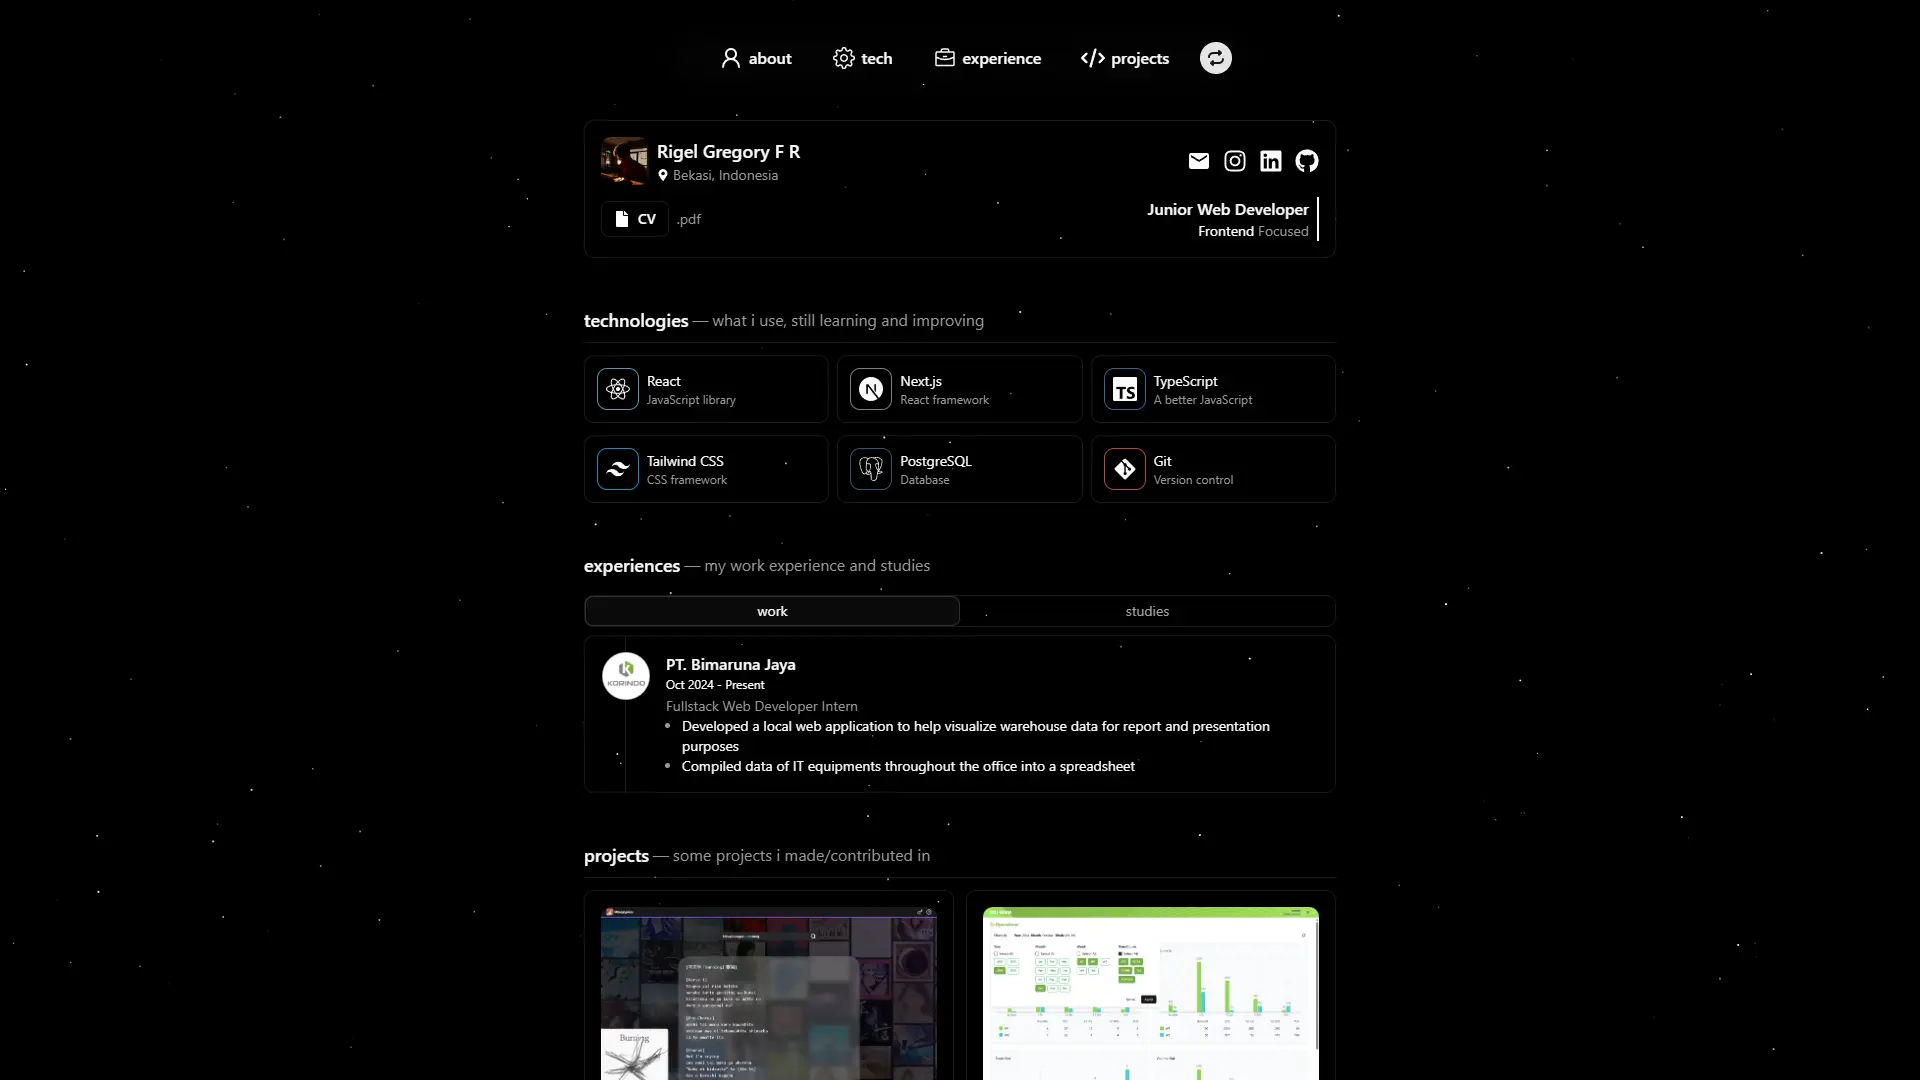 about
tech
experience
projects
Rigel Gregory F R
Bekasi, Indonesia
CV
.pdf
Junior Web Developer
Frontend Focused
technologies — what i use, still learning and improving
React
JavaScript library
Next.js
React framework
TS
TypeScript
A better JavaScript
Tailwind CSS
CSS framework
PostgreSQL
Database
Git
Version control
experiences — my work experience and studies
work
studies
KORINDO
PT. Bimaruna Jaya
Oct 2024 - Present
Fullstack Web Developer Intern
Developed a local web application to help visualize warehouse data for report and presentation
purposes
Compiled data of IT equipments throughout the office into a spreadsheet
projects — some projects i made/contributed in
Burning